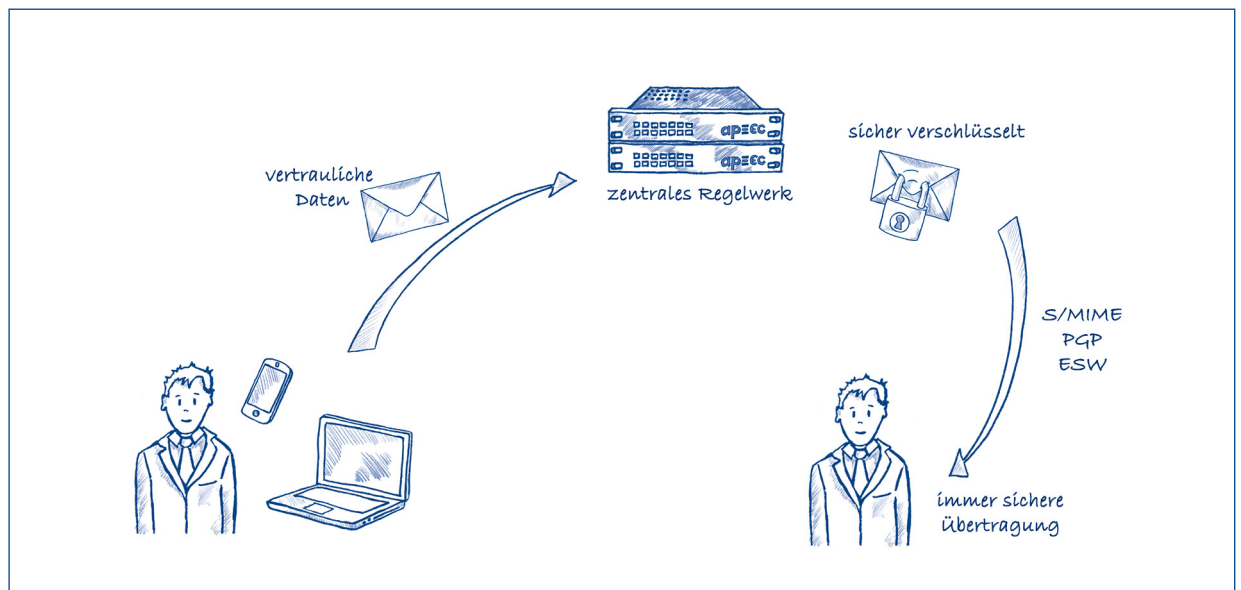 vertrauliche
Daten
apsec
apsec
zentrales Regelwerk
sicher verschlüsselt
S/MIME
PGP
ESW
immer sichere
übertragung